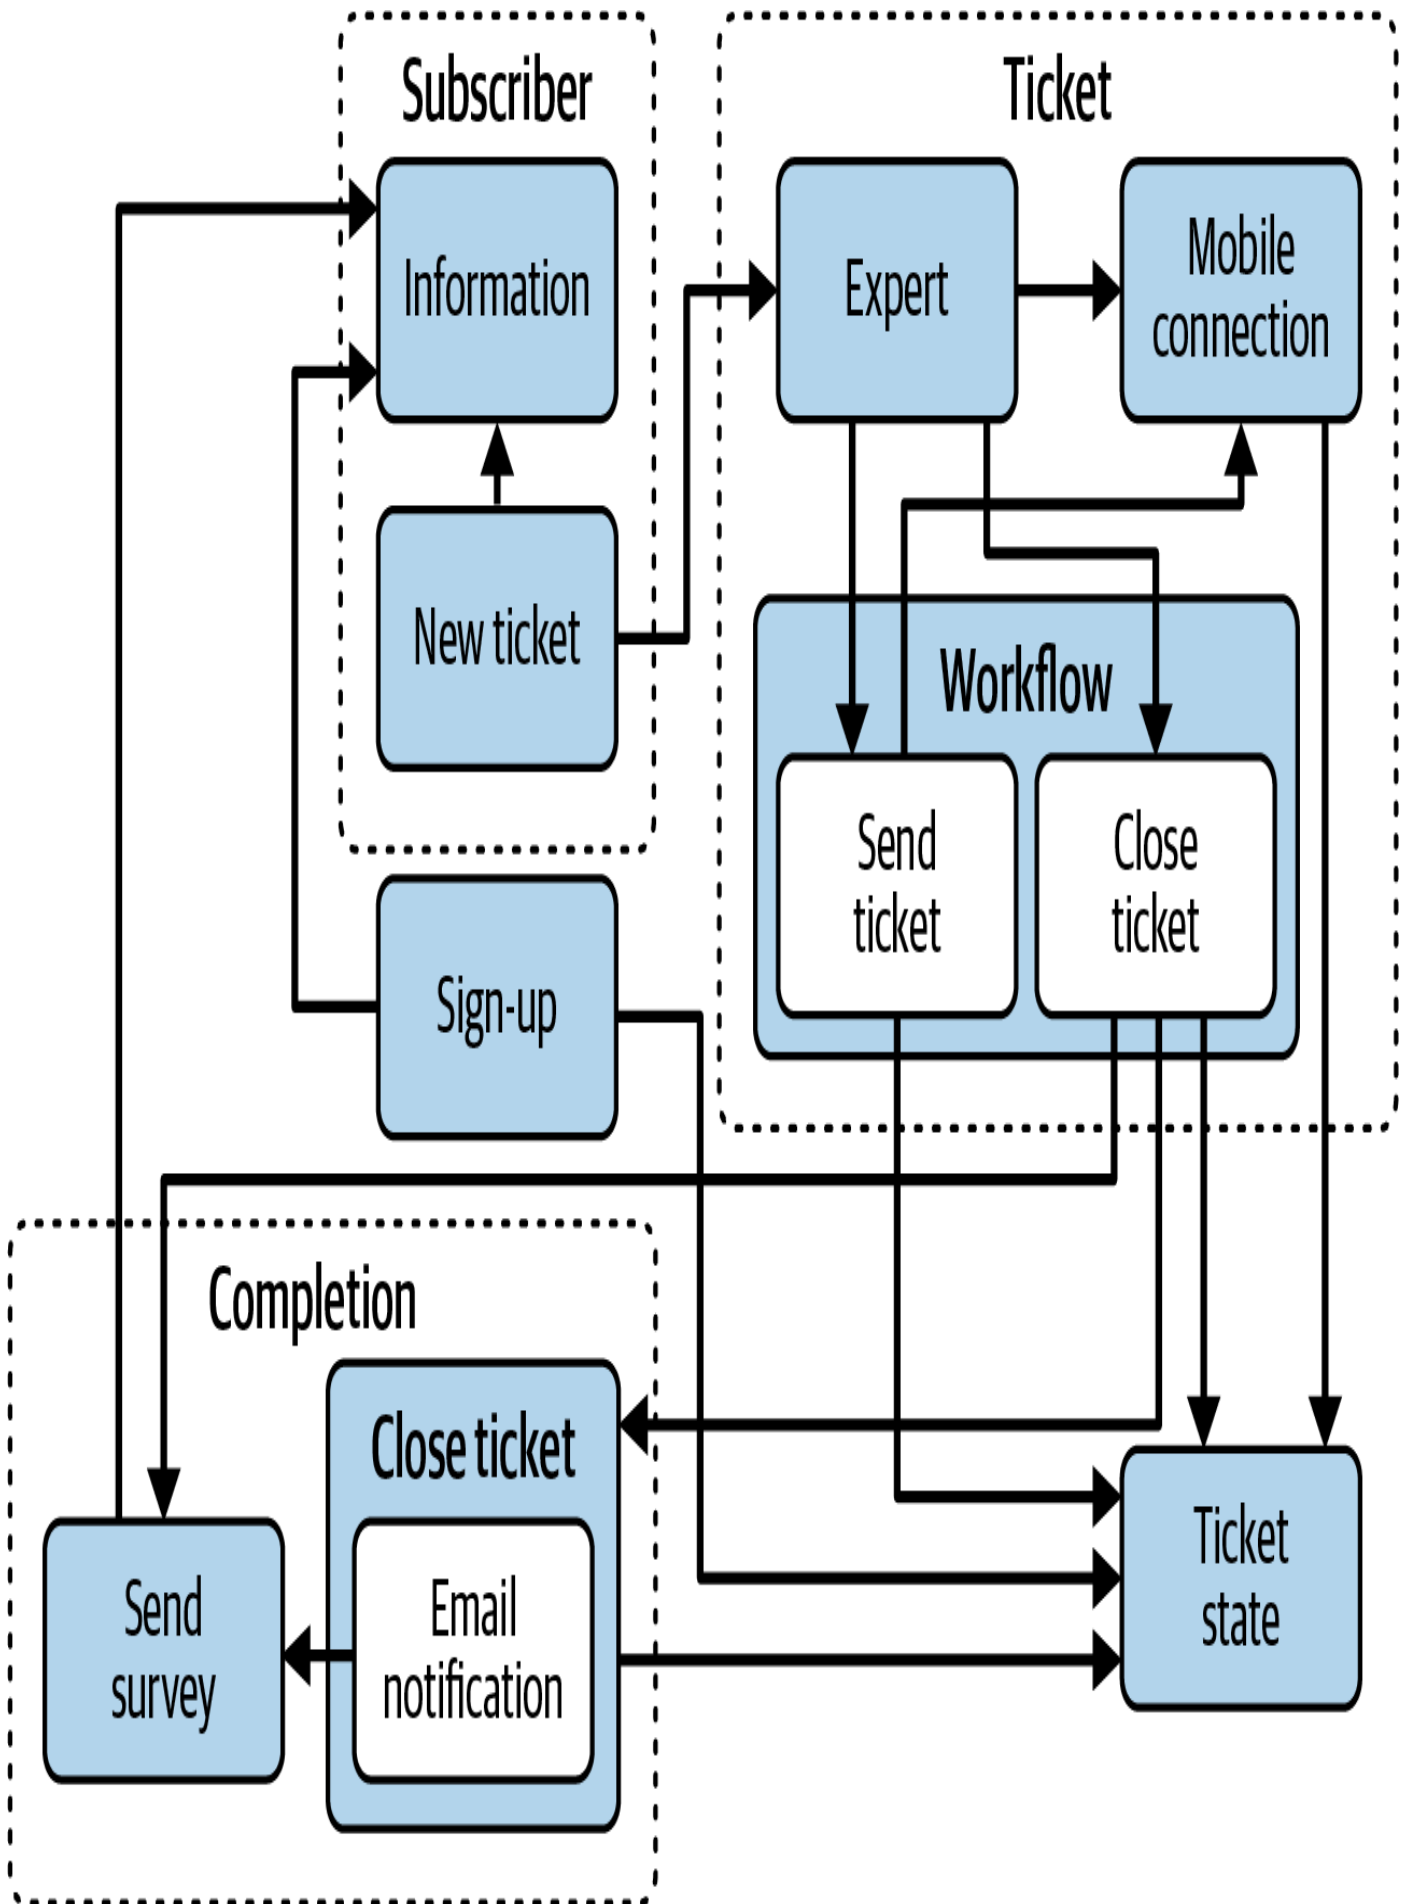 Subscriber
Information
New ticket
Sign-up
Ticket
Expert
Mobile
connection
Workflow
Send
ticket
Close
ticket
Completion
Close ticket
Send
survey
Email
notification
Ticket
state